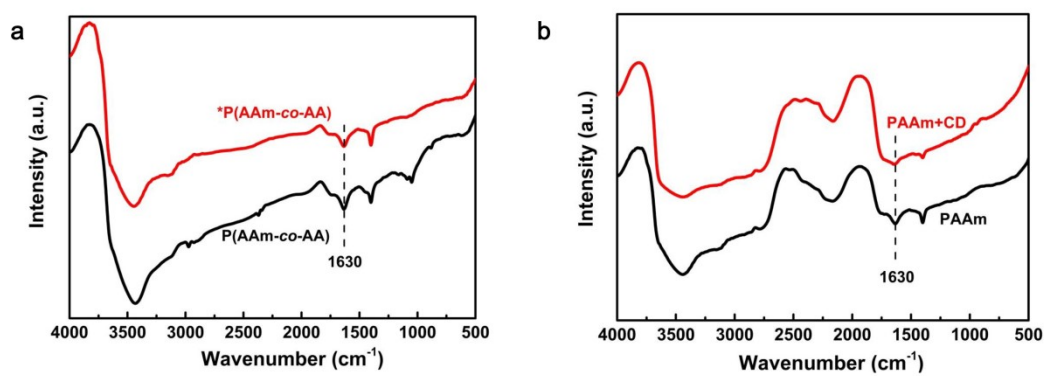 a
Intensity (a.u.)
*P(AAm-co-AA)
P(AAm-co-AA)
1630
4000 3500 3000 2500 2000 1500 1000 500
Wavenumber (cm⁻¹)
b
Intensity (a.u.)
PAAm+CD
PAAm
1630
4000 3500 3000 2500 2000 1500 1000 500
Wavenumber (cm⁻¹)